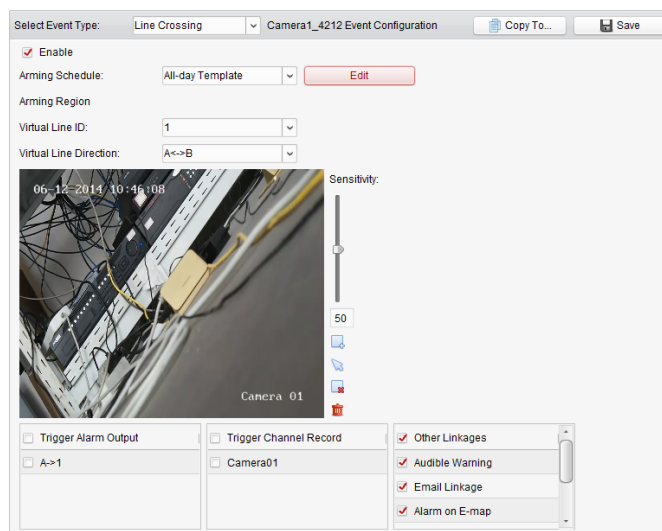 Select Event Type: Line Crossing Camera1_4212 Event Configuration Copy To... Save
Enable
Arming Schedule: All-day Template Edit
Arming Region
Virtual Line ID: 1
Virtual Line Direction: A<->B
Sensitivity:
06-12-2014 10:46:08
50
Camera 01
Trigger Alarm Output Trigger Channel Record Other Linkages
A->1 Camera01 Audible Warning
Email Linkage
Alarm on E-map